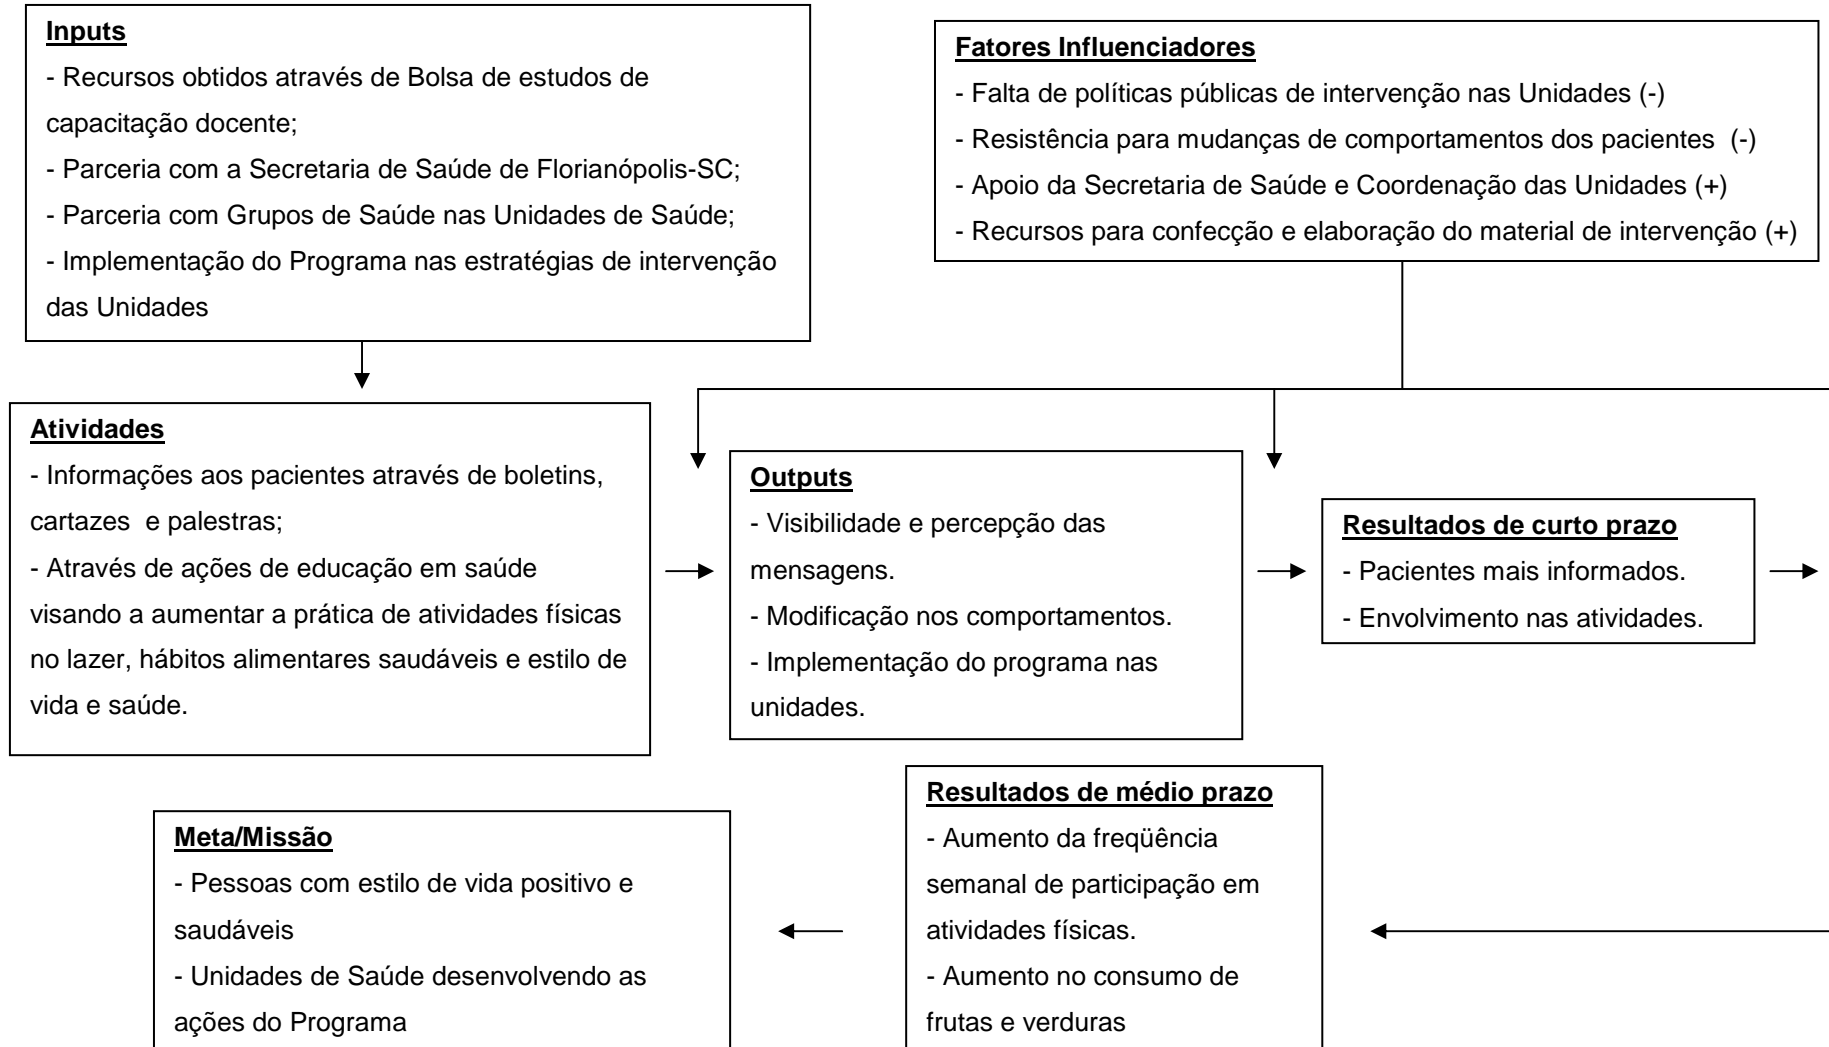 Inputs
- Recursos obtidos através de Bolsa de estudos de
capacitação docente;
- Parceria com a Secretaria de Saúde de Florianópolis-SC;
- Parceria com Grupos de Saúde nas Unidades de Saúde;
- Implementação do Programa nas estratégias de intervenção
das Unidades
Fatores Influenciadores
- Falta de políticas públicas de intervenção nas Unidades (-)
- Resistência para mudanças de comportamentos dos pacientes (-)
- Apoio da Secretaria de Saúde e Coordenação das Unidades (+)
- Recursos para confecção e elaboração do material de intervenção (+)
Atividades
- Informações aos pacientes através de boletins,
cartazes e palestras;
- Através de ações de educação em saúde
visando a aumentar a prática de atividades físicas
no lazer, hábitos alimentares saudáveis e estilo de
vida e saúde.
Outputs
- Visibilidade e percepção das
mensagens.
- Modificação nos comportamentos.
- Implementação do programa nas
unidades.
Resultados de curto prazo
- Pacientes mais informados.
- Envolvimento nas atividades.
Resultados de médio prazo
- Aumento da freqüência
semanal de participação em
atividades físicas.
- Aumento no consumo de
frutas e verduras
Meta/Missão
- Pessoas com estilo de vida positivo e
saudáveis
- Unidades de Saúde desenvolvendo as
ações do Programa